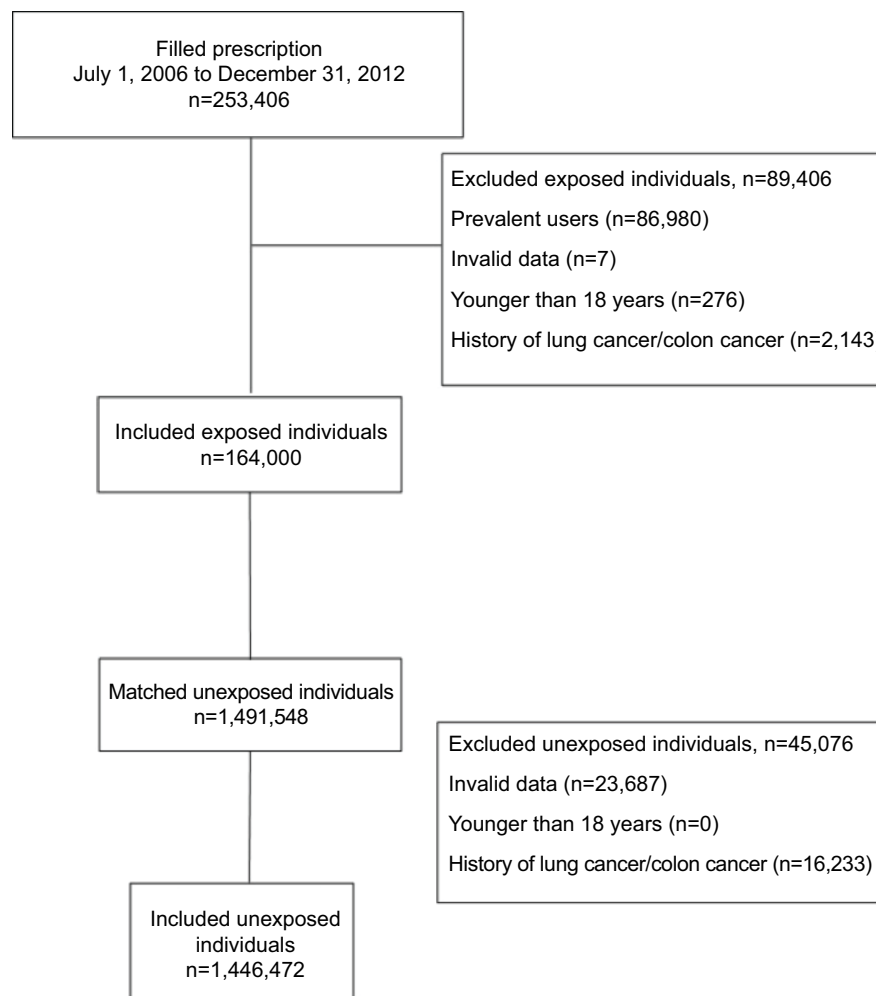 Filled prescription
July 1, 2006 to December 31, 2012
n=253,406
Excluded exposed individuals, n=89,406
Prevalent users (n=86,980)
Invalid data (n=7)
Younger than 18 years (n=276)
History of lung cancer/colon cancer (n=2,143
Included exposed individuals
n=164,000
Matched unexposed individuals
n=1,491,548
Excluded unexposed individuals, n=45,076
Invalid data (n=23,687)
Younger than 18 years (n=0)
History of lung cancer/colon cancer (n=16,233)
Included unexposed
individuals
n=1,446,472